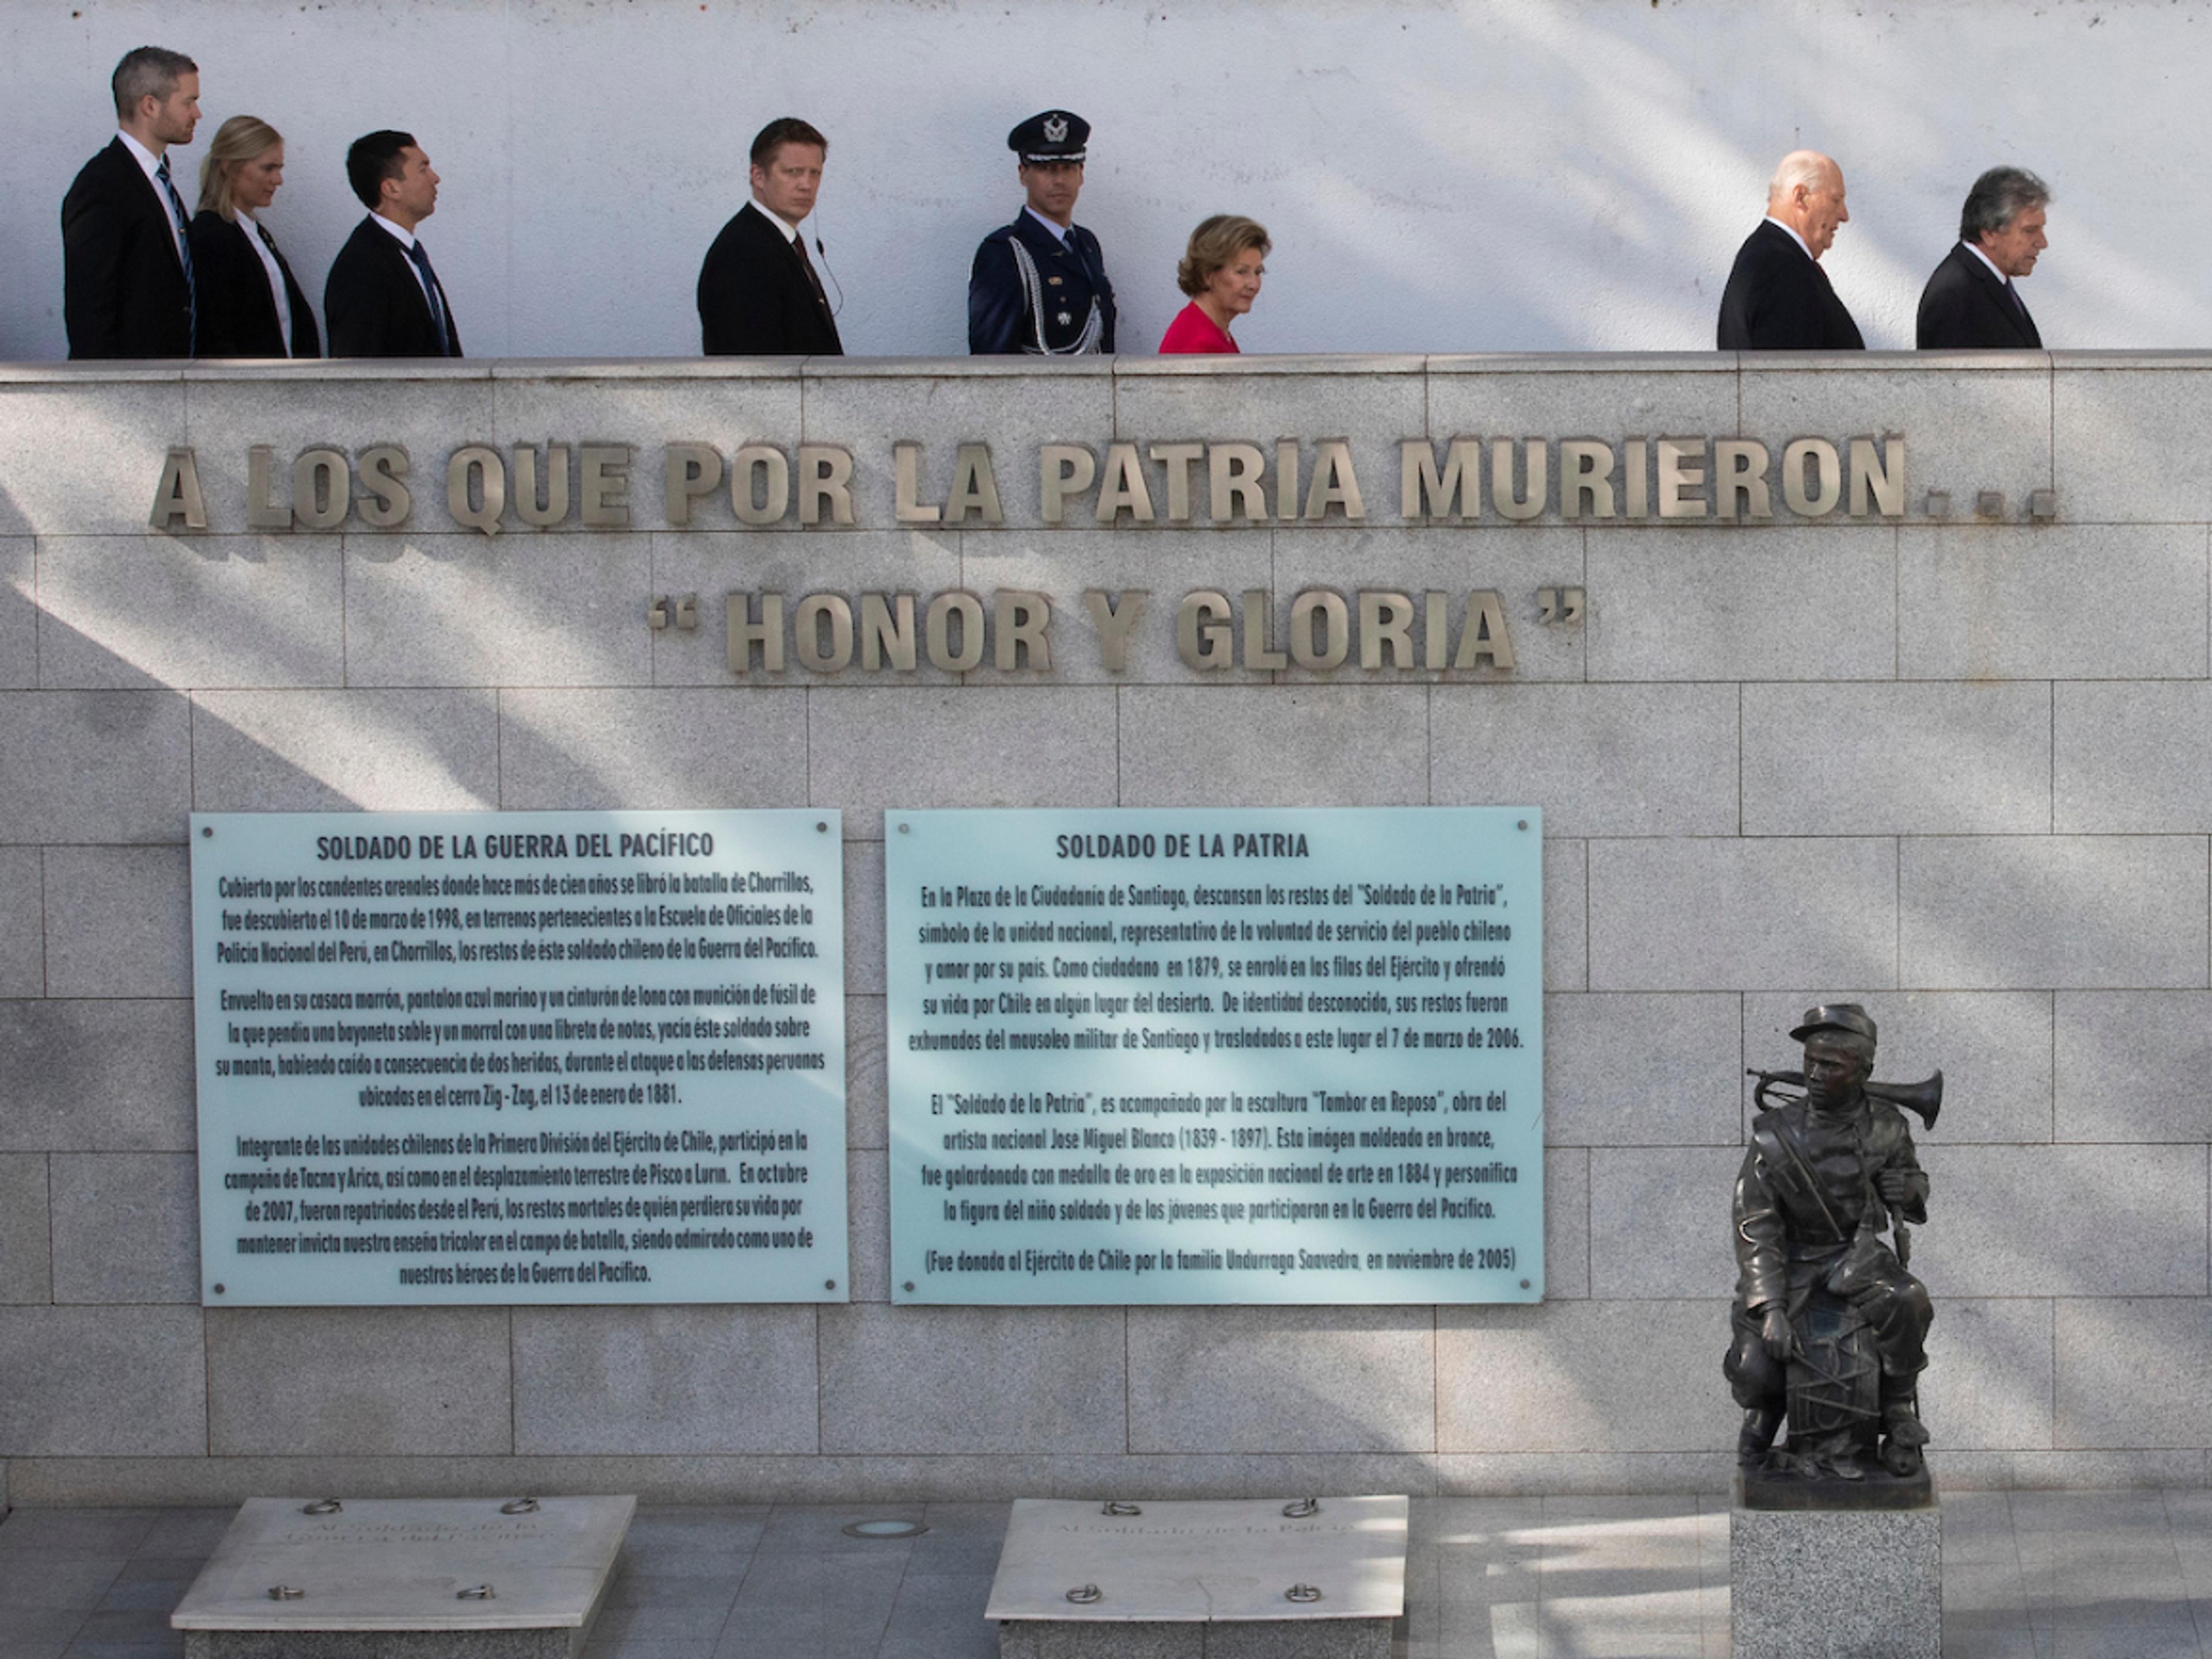 A LOS QUE POR LA PATRIA MURIERON...
“HONOR Y GLORIA”
SOLDADO DE LA GUERRA DEL PACÍFICO
Cubierto por los candentes arenales donde hace más de cien años se libró la batalla de Chorrillos,
fue descubierto el 10 de marzo de 1998, en terrenos pertenecientes a la Escuela de Oficiales de la
Policía Nacional del Perú, en Chorrillos, los restos de éste soldado chileno de la Guerra del Pacífico.
Envuelto en su casaca marrón, pantalon azul marino y un cinturón de lona con munición de fúsil de
la que pendía una bayoneta sable y un morral con una libreta de notas, yacía éste soldado sobre
su manta, habiendo caído a consecuencia de dos heridas, durante el ataque a las defensas peruanas
ubicadas en el cerro Zig - Zag, el 13 de enero de 1881.
Integrante de las unidades chilenas de la Primera División del Ejército de Chile, participó en la
campaña de Tacna y Arica, así como en el desplazamiento terrestre de Pisco a Lurín. En octubre
de 2007, fueron repatriados desde el Perú, los restos mortales de quién perdiera su vida por
mantener invicta nuestra enseña tricolor en el campo de batalla, siendo admirado como uno de
nuestros héroes de la Guerra del Pacífico.
SOLDADO DE LA PATRIA
En la Plaza de la Ciudadanía de Santiago, descansan los restos del "Soldado de la Patria",
símbolo de la unidad nacional, representativo de la voluntad de servicio del pueblo chileno
y amor por su país. Como ciudadano en 1879, se enroló en las filas del Ejército y ofrendó
su vida por Chile en algún lugar del desierto. De identidad desconocida, sus restos fueron
exhumados del mausoleo militar de Santiago y trasladados a este lugar el 7 de marzo de 2006.
El "Soldado de la Patria", es acompañado por la escultura "Tambor en Reposo", obra del
artista nacional José Miguel Blanco (1839 - 1897). Esta imágen moldeada en bronce,
fue galardonada con medalla de oro en la exposición nacional de arte en 1884 y personifica
la figura del niño soldado y de los jóvenes que participaron en la Guerra del Pacífico.
(Fue donada al Ejército de Chile por la familia Undurraga Saavedra, en noviembre de 2005)
Al Soldado de la
Guerra del Pacífico
Al Soldado de la Patria